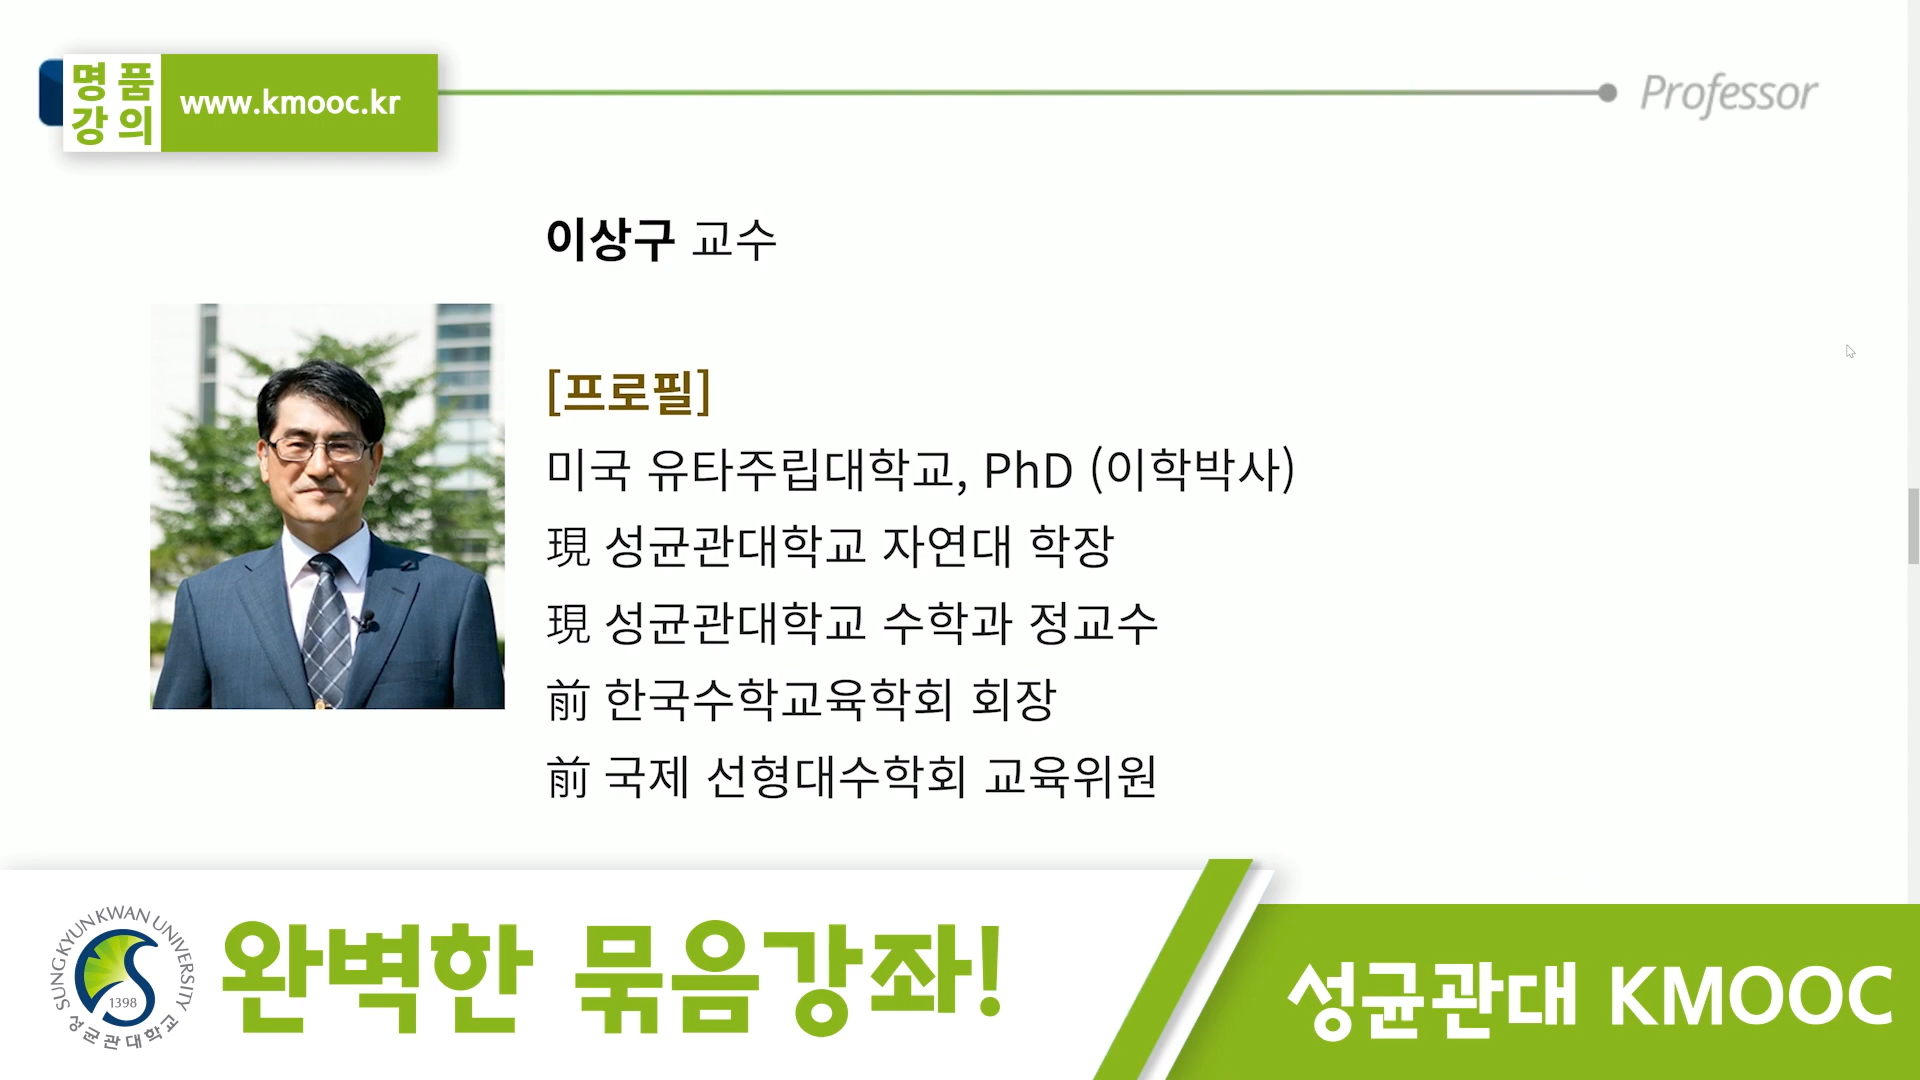 명품
강의
www.kmooc.kr
Professor
이상구 교수
[프로필]
미국 유타주립대학교, PhD (이학박사)
現 성균관대학교 자연대 학장
現 성균관대학교 수학과 정교수
前 한국수학교육학회 회장
前 국제 선형대수학회 교육위원
SUNGKYUNKWAN UNIVERSITY
1398
성균관대학교
완벽한 묶음강좌!
성균관대 KMOOC